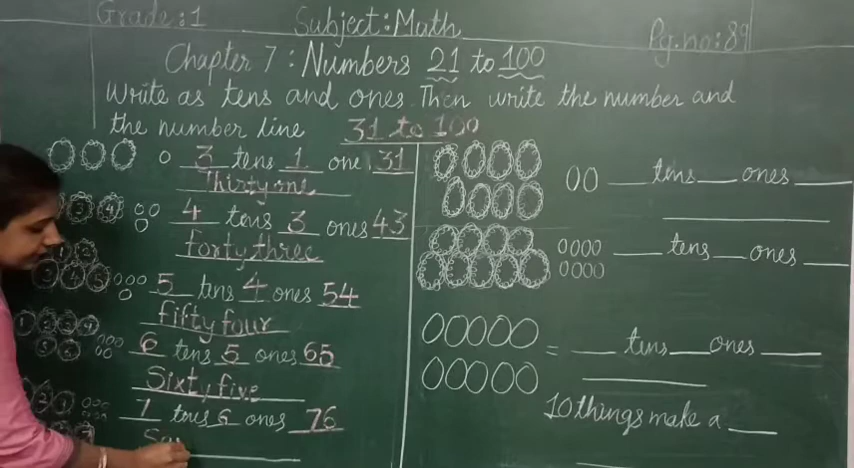 Grade:1 Subject:Math Pg.no:89
Chapter 7 : Numbers 21 to 100
Write as tens and ones. Then write the number and
the number line 31 to 100
3 tens 1 one 31
Thirty one
4 tens 3 ones 43
forty three
5 tens 4 ones 54
fifty four
6 tens 5 ones 65
Sixty five
7 tens 6 ones 76
___ tens ___ ones ___
___ tens ___ ones ___
= ___ tens ___ ones ___
10 things make a ___